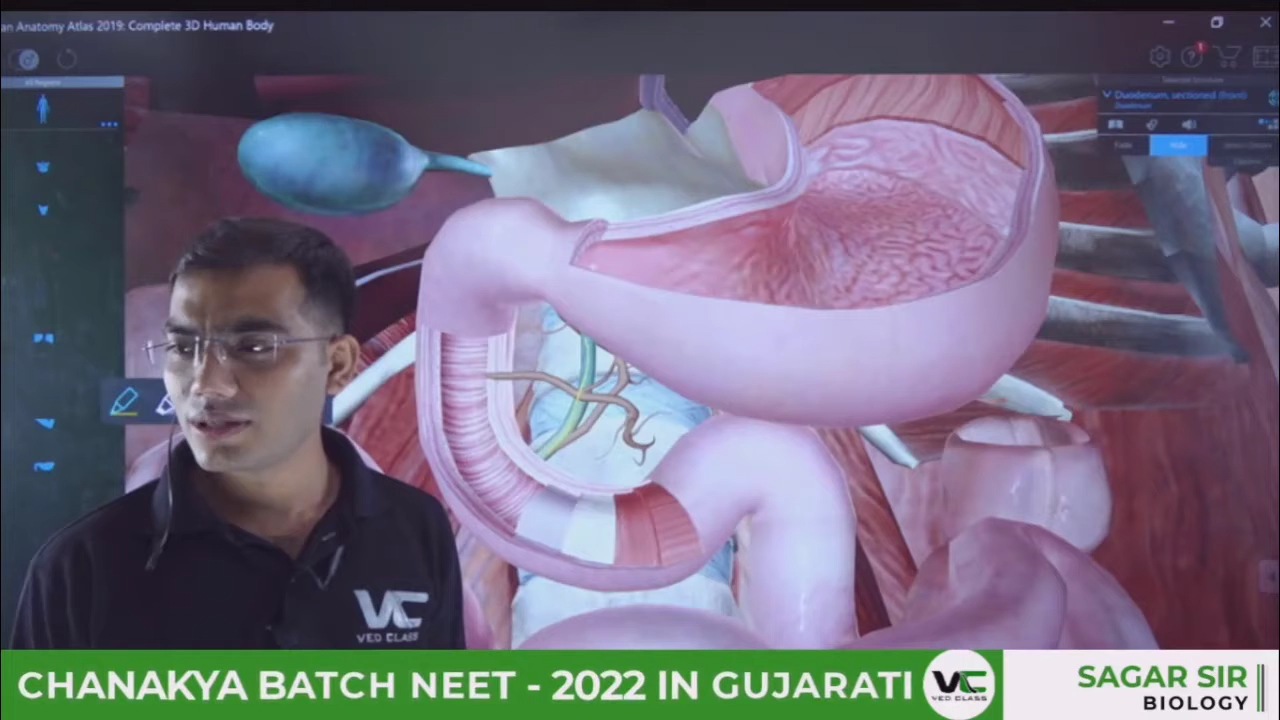 an Anatomy Atlas 2019: Complete 3D Human Body
Duodenum, sectioned (front)
Duodenum
Hide
VC
VED CLASS
CHANAKYA BATCH NEET - 2022 IN GUJARATI
VC
VED CLASS
SAGAR SIR
BIOLOGY